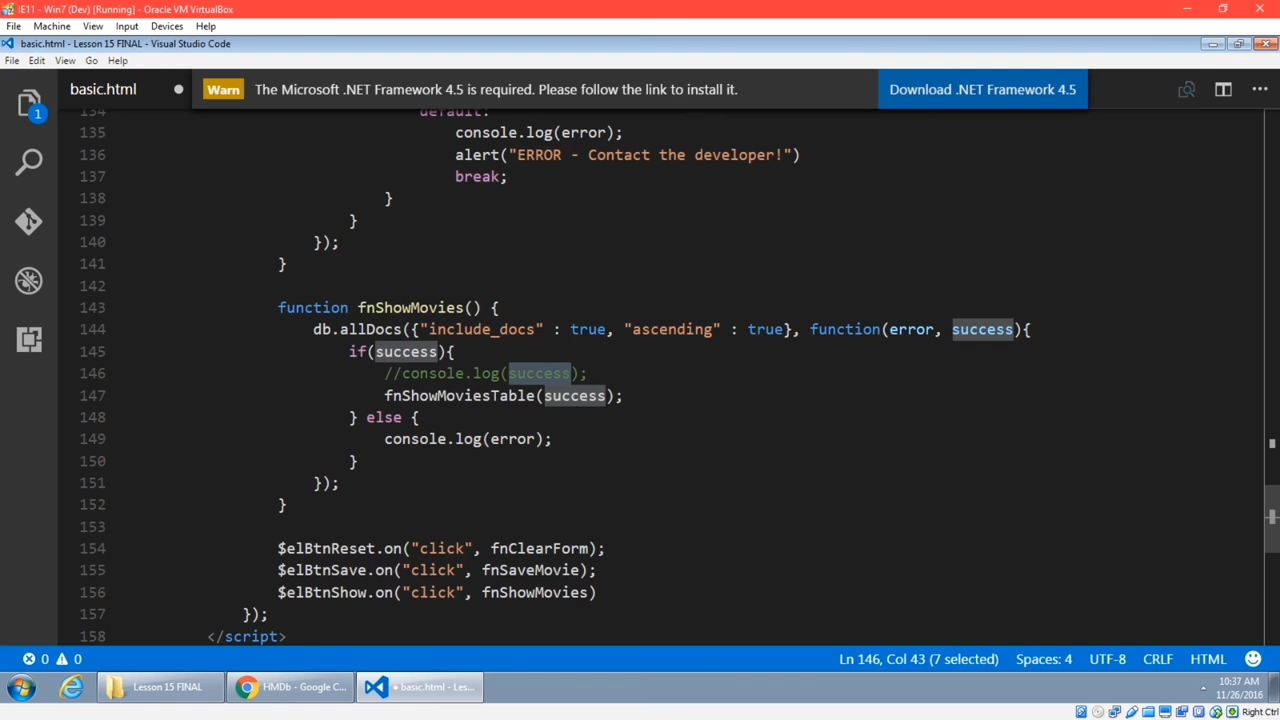 IE11 - Win7 (Dev) [Running] - Oracle VM VirtualBox
File Machine View Input Devices Help
basic.html - Lesson 15 FINAL - Visual Studio Code
File Edit View Go Help
basic.html
Warn The Microsoft .NET Framework 4.5 is required. Please follow the link to install it. Download .NET Framework 4.5
1
134 default:
135 console.log(error);
136 alert("ERROR - Contact the developer!")
137 break;
138 }
139 }
140 });
141 }
142
143 function fnShowMovies() {
144 db.allDocs({"include_docs" : true, "ascending" : true}, function(error, success){
145 if(success){
146 //console.log(success);
147 fnShowMoviesTable(success);
148 } else {
149 console.log(error);
150 }
151 });
152 }
153
154 $elBtnReset.on("click", fnClearForm);
155 $elBtnSave.on("click", fnSaveMovie);
156 $elBtnShow.on("click", fnShowMovies)
157 });
158 </script>
0 0 Ln 146, Col 43 (7 selected) Spaces: 4 UTF-8 CRLF HTML
Lesson 15 FINAL HMDb - Google C... • basic.html - Les... 10:37 AM
11/26/2016
Right Ctrl